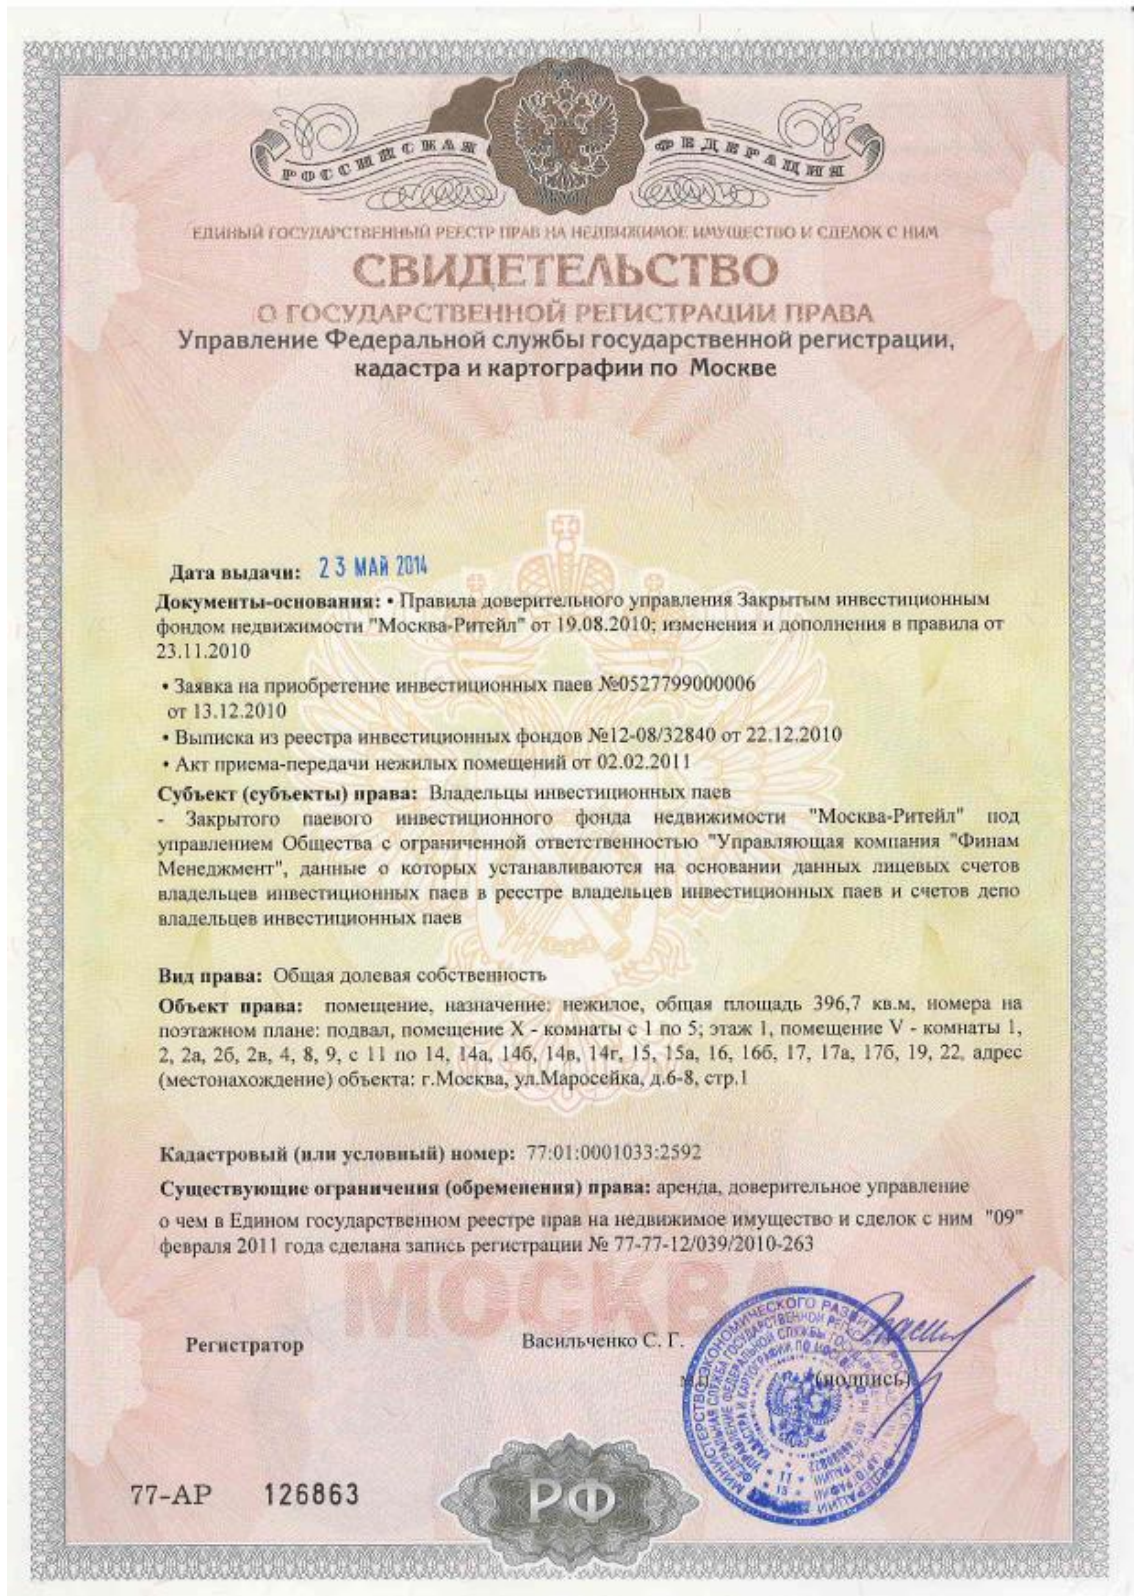 РОССИЙСКАЯ ФЕДЕРАЦИЯ
ЕДИНЫЙ ГОСУДАРСТВЕННЫЙ РЕЕСТР ПРАВ НА НЕДВИЖИМОЕ ИМУЩЕСТВО И СДЕЛОК С НИМ
СВИДЕТЕЛЬСТВО
О ГОСУДАРСТВЕННОЙ РЕГИСТРАЦИИ ПРАВА
Управление Федеральной службы государственной регистрации,
кадастра и картографии по Москве
Дата выдачи: 23 МАЙ 2014
Документы-основания: • Правила доверительного управления Закрытым инвестиционным
фондом недвижимости "Москва-Ритейл" от 19.08.2010; изменения и дополнения в правила от
23.11.2010
• Заявка на приобретение инвестиционных паев №0527799000006
от 13.12.2010
• Выписка из реестра инвестиционных фондов №12-08/32840 от 22.12.2010
• Акт приема-передачи нежилых помещений от 02.02.2011
Субъект (субъекты) права: Владельцы инвестиционных паев
- Закрытого паевого инвестиционного фонда недвижимости "Москва-Ритейл" под
управлением Общества с ограниченной ответственностью "Управляющая компания "Финам
Менеджмент", данные о которых устанавливаются на основании данных лицевых счетов
владельцев инвестиционных паев в реестре владельцев инвестиционных паев и счетов депо
владельцев инвестиционных паев
Вид права: Общая долевая собственность
Объект права: помещение, назначение: нежилое, общая площадь 396,7 кв.м, номера на
поэтажном плане: подвал, помещение X - комнаты с 1 по 5; этаж 1, помещение V - комнаты 1,
2, 2а, 2б, 2в, 4, 8, 9, с 11 по 14, 14а, 14б, 14в, 14г, 15, 15а, 16, 16б, 17, 17а, 17б, 19, 22, адрес
(местонахождение) объекта: г.Москва, ул.Маросейка, д.6-8, стр.1
Кадастровый (или условный) номер: 77:01:0001033:2592
Существующие ограничения (обременения) права: аренда, доверительное управление
о чем в Едином государственном реестре прав на недвижимое имущество и сделок с ним "09"
февраля 2011 года сделана запись регистрации № 77-77-12/039/2010-263
МОСКВА
Регистратор Васильченко С. Г.
(подпись)
77-АР 126863
РФ